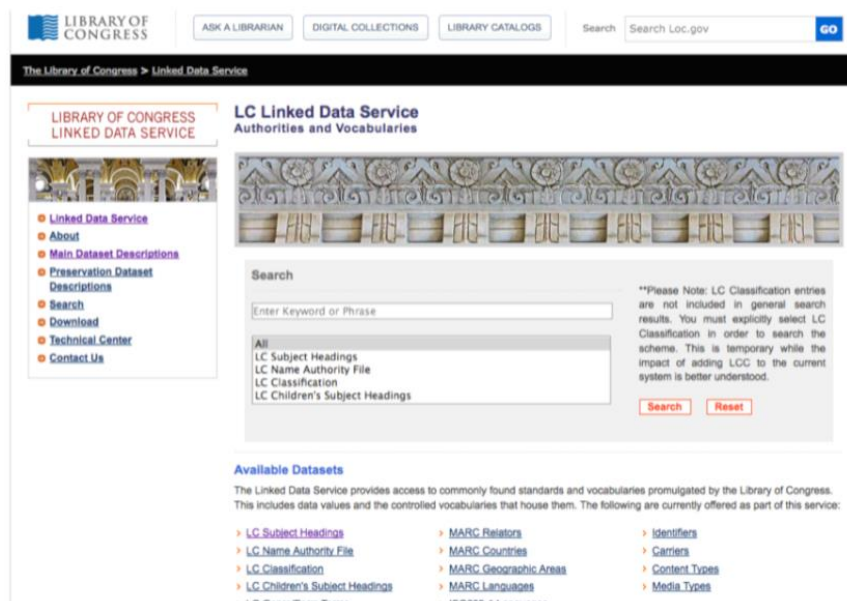 LIBRARY OF
CONGRESS
ASK A LIBRARIAN
DIGITAL COLLECTIONS
LIBRARY CATALOGS
Search
Search Loc.gov
GO
The Library of Congress > Linked Data Service
LIBRARY OF CONGRESS
LINKED DATA SERVICE
Linked Data Service
About
Main Dataset Descriptions
Preservation Dataset
Descriptions
Search
Download
Technical Center
Contact Us
LC Linked Data Service
Authorities and Vocabularies
Search
Enter Keyword or Phrase
All
LC Subject Headings
LC Name Authority File
LC Classification
LC Children's Subject Headings
**Please Note: LC Classification entries
are not included in general search
results. You must explicitly select LC
Classification in order to search the
scheme. This is temporary while the
impact of adding LCC to the current
system is better understood.
Search
Reset
Available Datasets
The Linked Data Service provides access to commonly found standards and vocabularies promulgated by the Library of Congress.
This includes data values and the controlled vocabularies that house them. The following are currently offered as part of this service:
LC Subject Headings
LC Name Authority File
LC Classification
LC Children's Subject Headings
MARC Relators
MARC Countries
MARC Geographic Areas
MARC Languages
Identifiers
Carriers
Content Types
Media Types